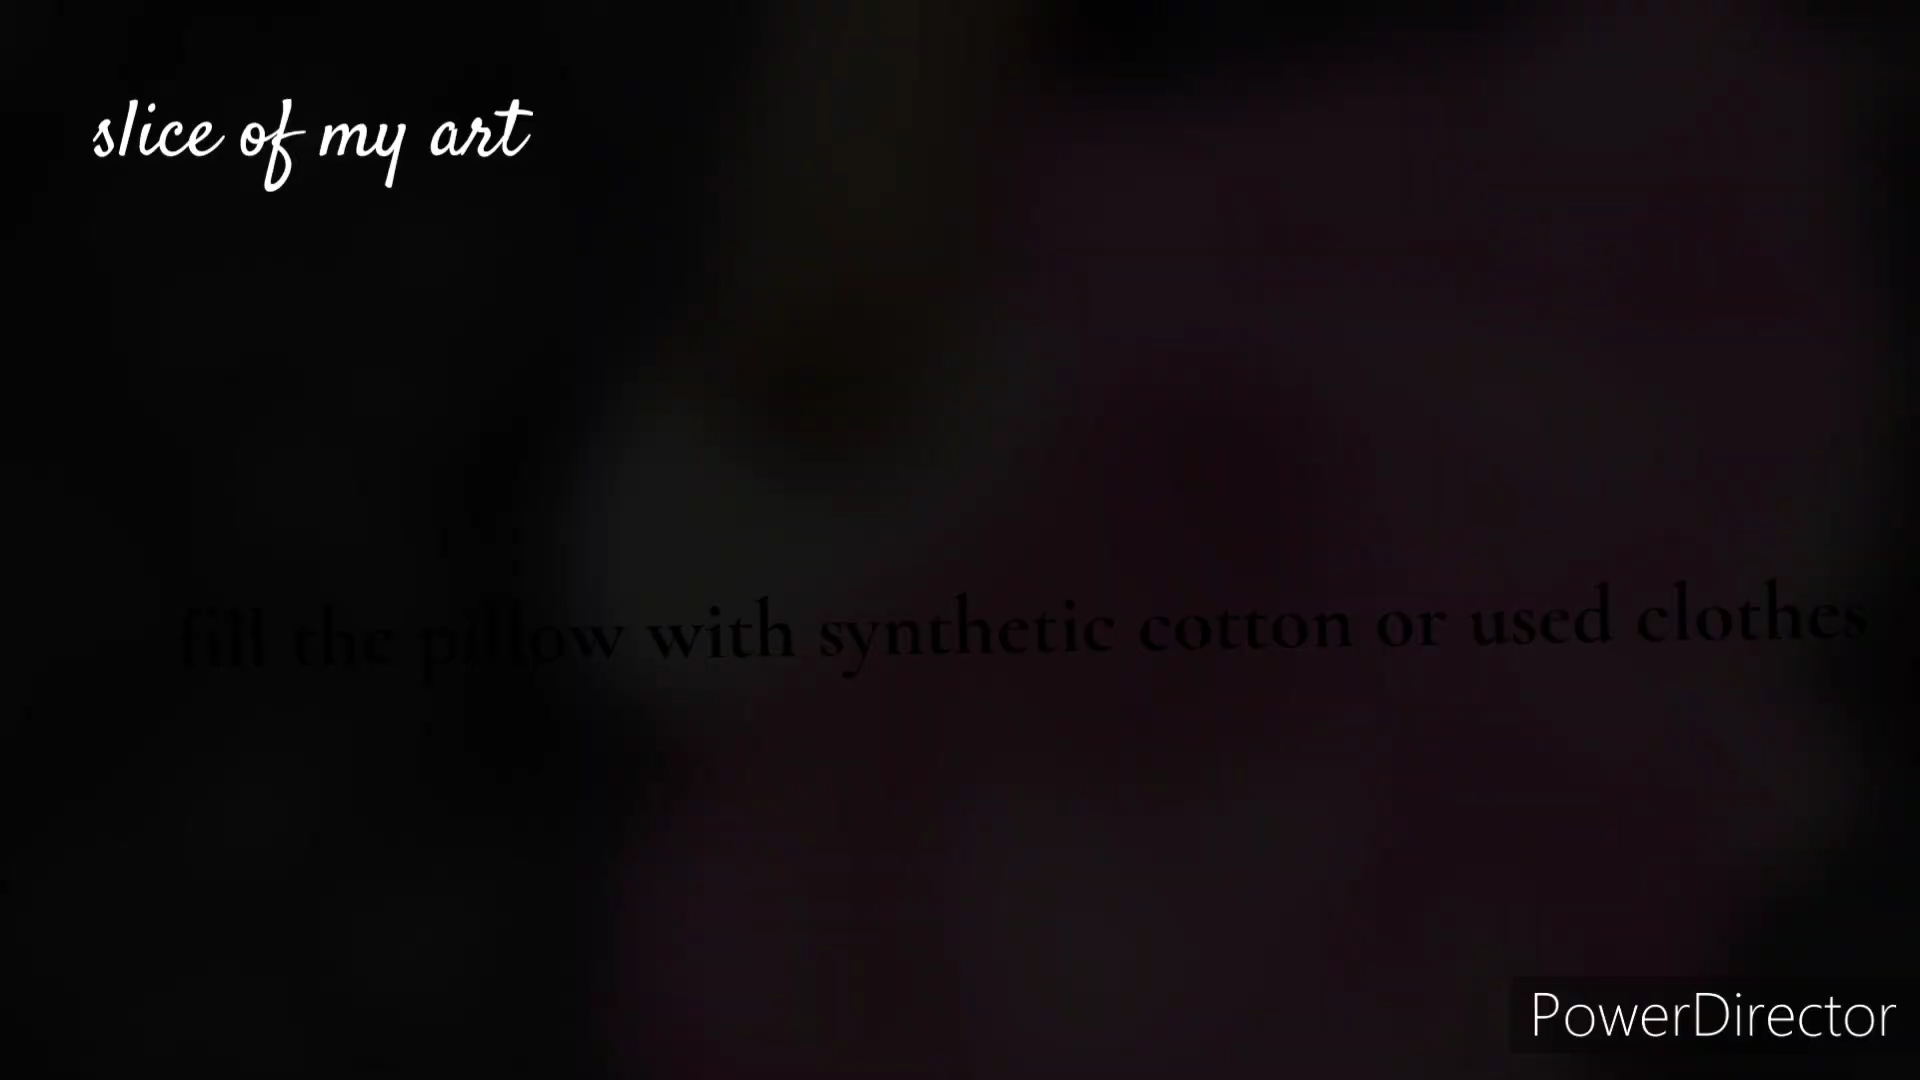 slice of my art
fill the pillow with synthetic cotton or used clothes
PowerDirector